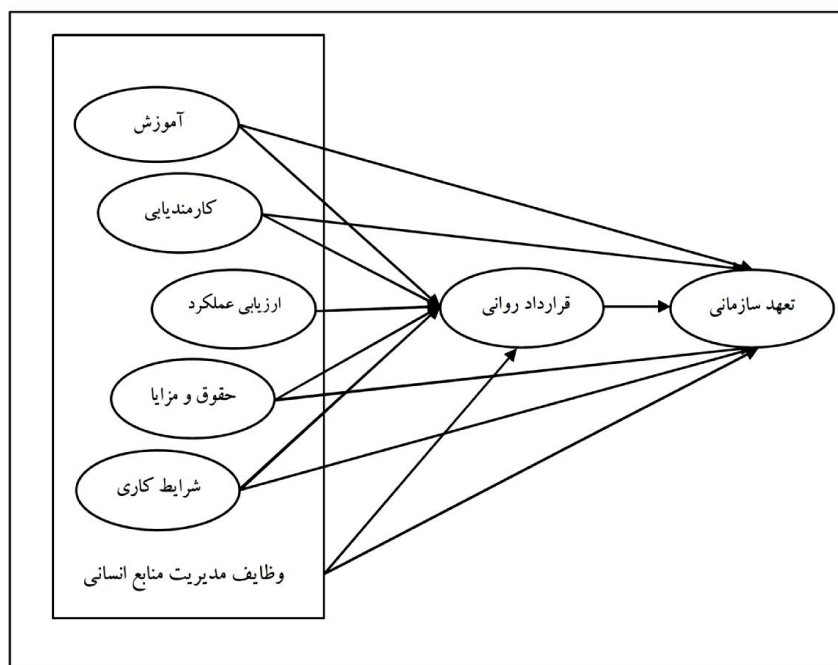 آموزش
کارمندیابی
ارزیابی عملکرد
قرارداد روانی
تعهد سازمانی
حقوق و مزایا
شرایط کاری
وظایف مدیریت منابع انسانی